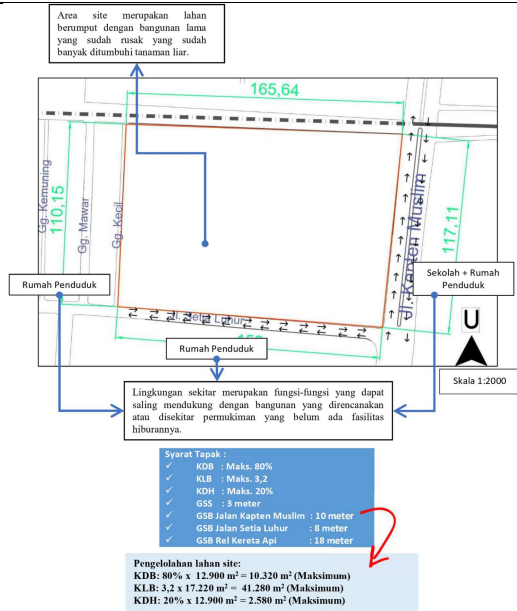 Area site merupakan lahan
berumput dengan bangunan lama
yang sudah rusak yang sudah
banyak ditumbuhi tanaman liar.
165,64
Gg. Kemuning
110,15
Gg. Mawar
Gg. Kecil
Jl. Kapten Muslim
117,11
Rumah Penduduk
Sekolah + Rumah
Penduduk
Jl. Setia Luhur
Rumah Penduduk
U
Skala 1:2000
Lingkungan sekitar merupakan fungsi-fungsi yang dapat
saling mendukung dengan bangunan yang direncanakan
atau disekitar permukiman yang belum ada fasilitas
hiburannya.
Syarat Tapak :
✓ KDB : Maks. 80%
✓ KLB : Maks. 3,2
✓ KDH : Maks. 20%
✓ GSS : 3 meter
✓ GSB Jalan Kapten Muslim : 10 meter
✓ GSB Jalan Setia Luhur : 8 meter
✓ GSB Rel Kereta Api : 18 meter
Pengelolahan lahan site:
KDB: 80% x 12.900 m² = 10.320 m² (Maksimum)
KLB: 3,2 x 17.220 m² = 41.280 m² (Maksimum)
KDH: 20% x 12.900 m² = 2.580 m² (Maksimum)